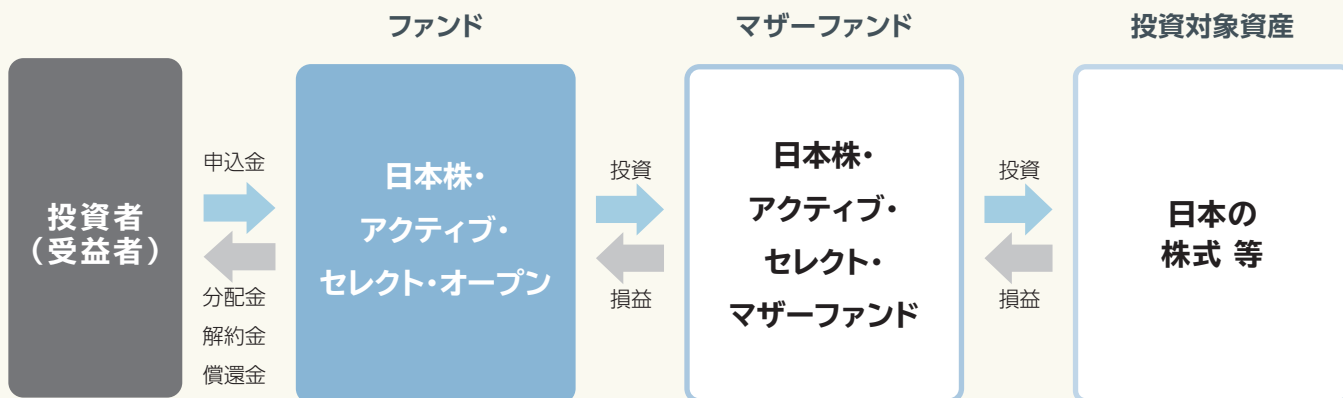 ファンド
マザーファンド
投資対象資産
投資者
(受益者)
申込金
分配金
解約金
償還金
日本株・
アクティブ・
セレクト・オープン
投資
損益
日本株・
アクティブ・
セレクト・
マザーファンド
投資
損益
日本の
株式 等